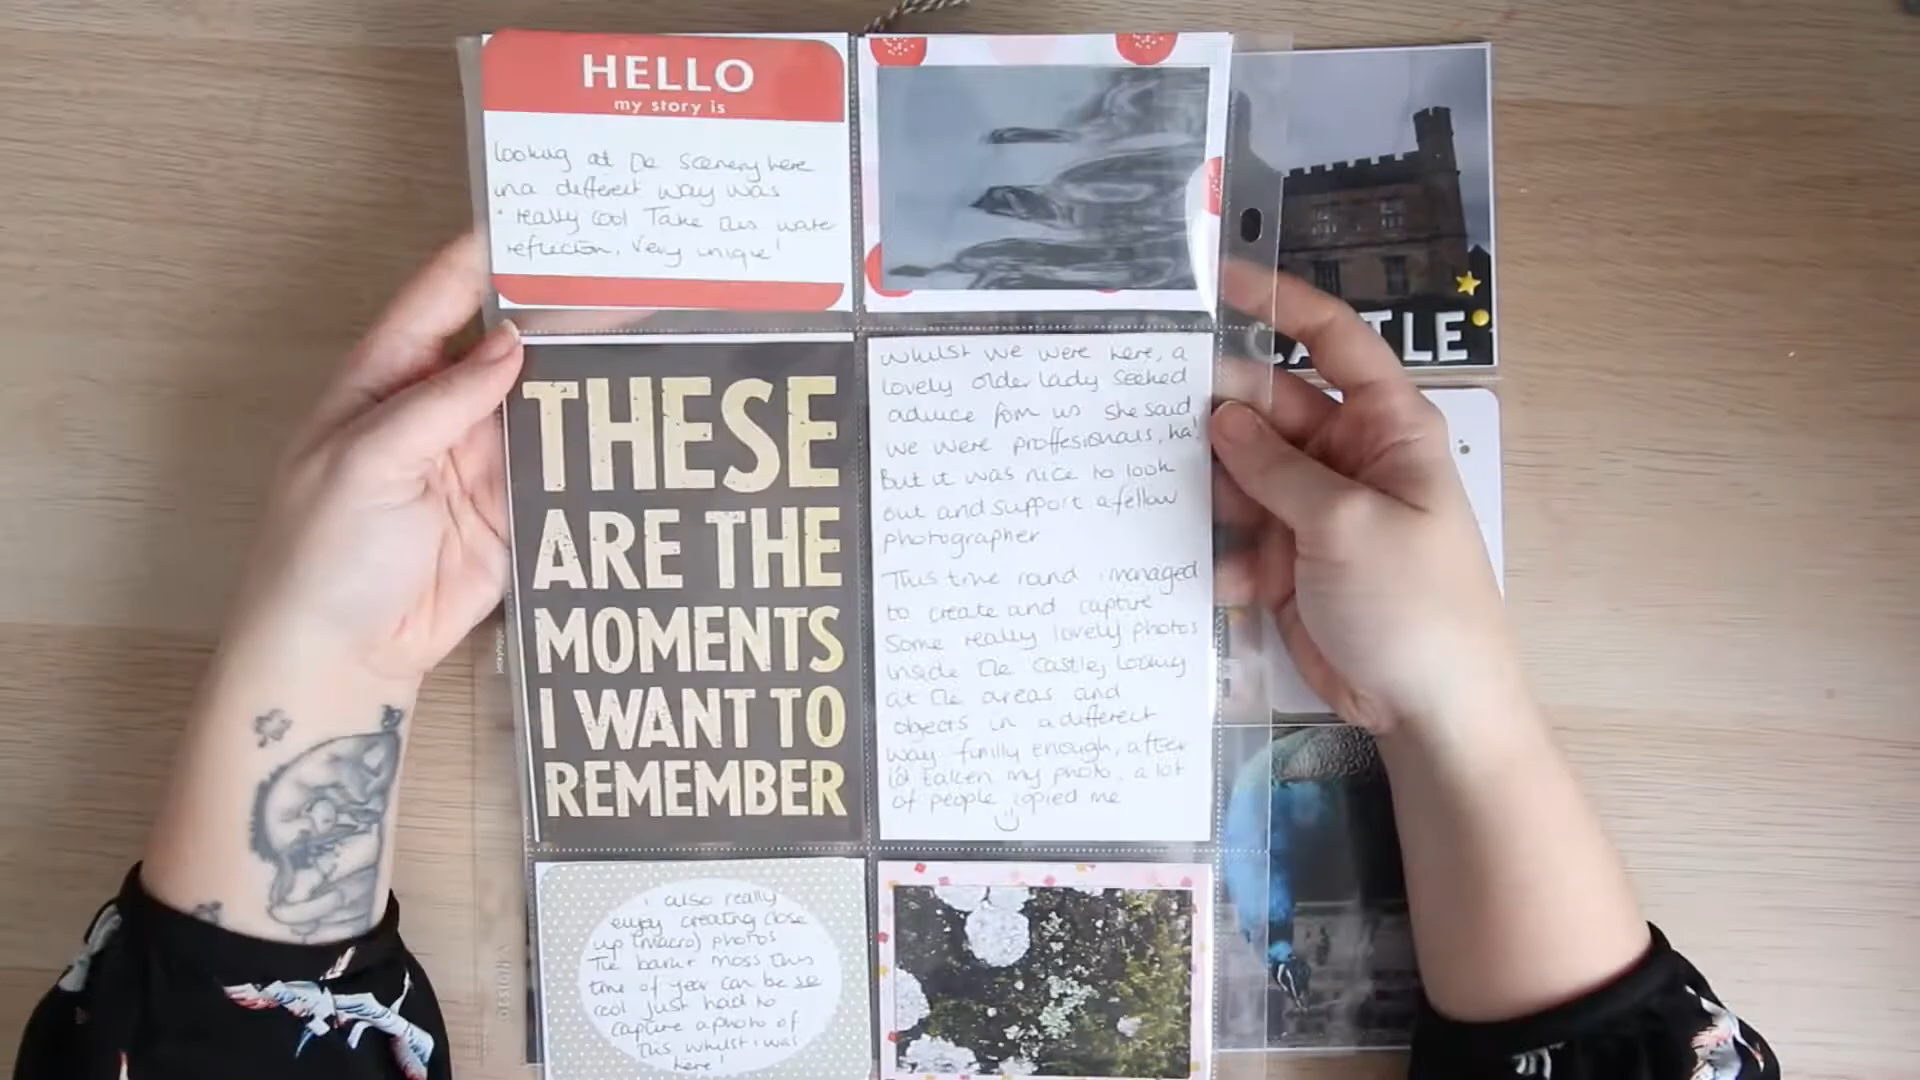 HELLO
my story is
looking at the scenery here
in a different way was
really cool Take this water
reflection. Very unique!
CA TLE
THESE
ARE THE
MOMENTS
I WANT TO
REMEMBER
whilst we were here, a
lovely older lady seeked
advice from us she said
we were proffesionals, ha!
But it was nice to look
out and support a fellow
photographer
This time round i managed
to create and capture
some really lovely photos
inside the castle, looking
at the areas and
objects in a different
way funilly enough, after
i'd taken my photo, a lot
of people copied me
i also really
enjoy creating close
up (macro) photos
The bark + moss this
time of year can be so
cool just had to
capture a photo of
this whilst i was
here!